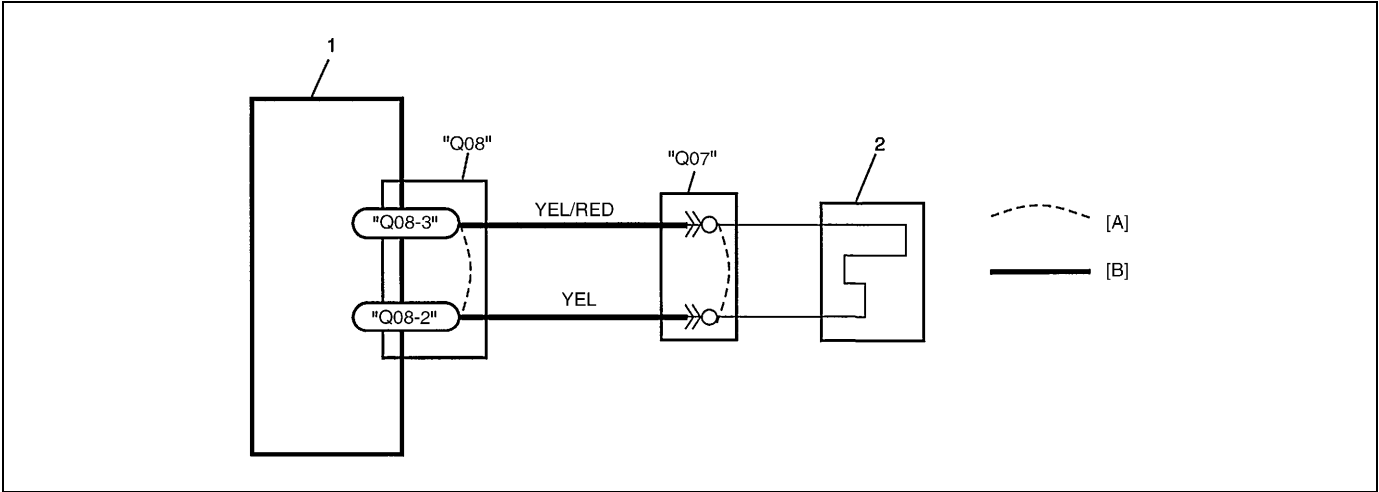 1
"Q08"
"Q07"
2
"Q08-3"
YEL/RED
[A]
[B]
YEL
"Q08-2"